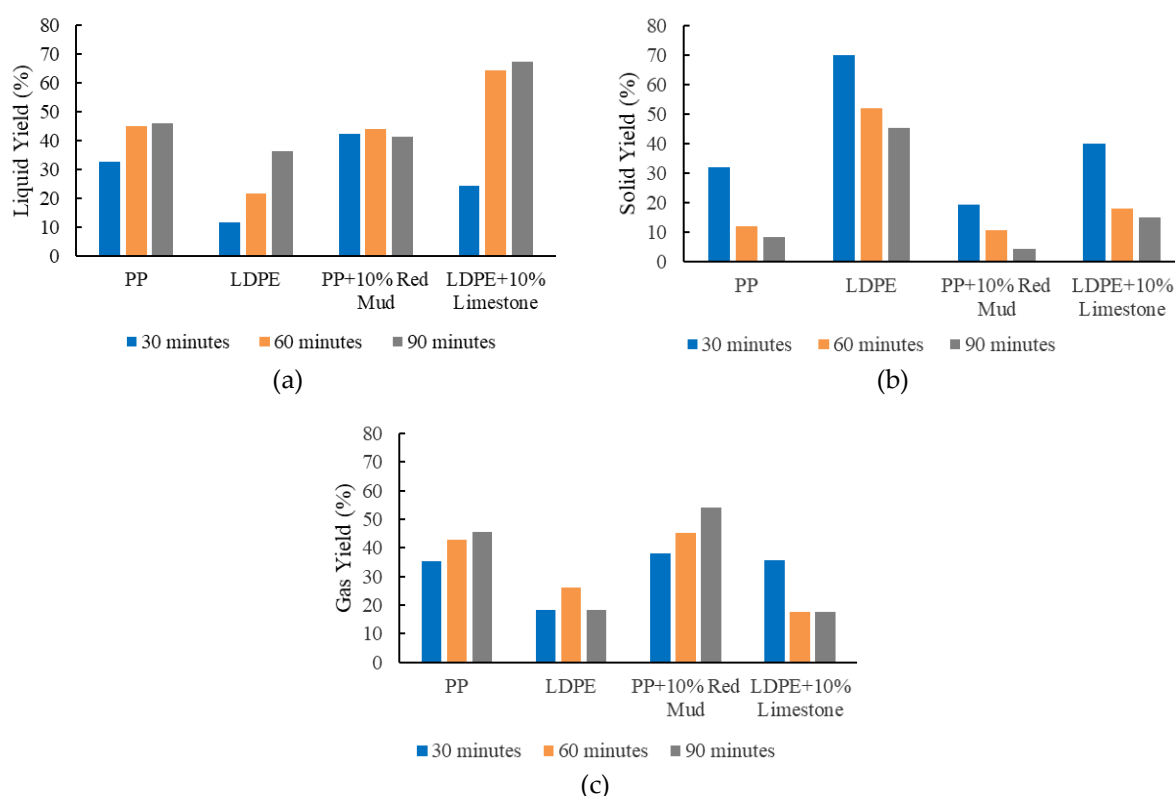 Liquid Yield (%)
80
70
60
50
40
30
20
10
0
PP
LDPE
PP+10% Red
Mud
LDPE+10%
Limestone
30 minutes
60 minutes
90 minutes
(a)
Solid Yield (%)
80
70
60
50
40
30
20
10
0
PP
LDPE
PP+10% Red
Mud
LDPE+10%
Limestone
30 minutes
60 minutes
90 minutes
(b)
Gas Yield (%)
80
70
60
50
40
30
20
10
0
PP
LDPE
PP+10% Red
Mud
LDPE+10%
Limestone
30 minutes
60 minutes
90 minutes
(c)